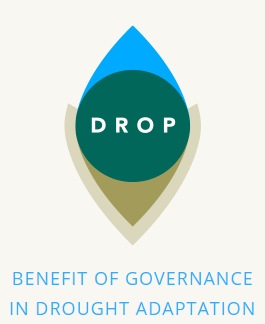 DROP
BENEFIT OF GOVERNANCE
IN DROUGHT ADAPTATION